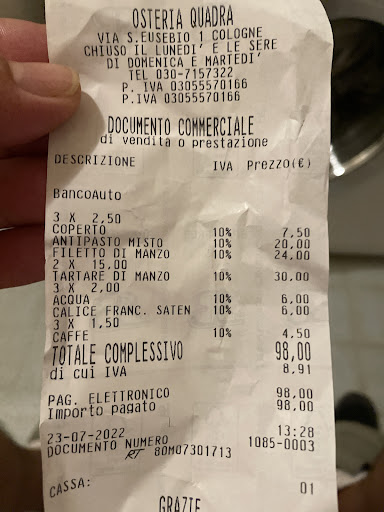 OSTERIA QUADRA
VIA S.EUSEBIO 1 COLOGNE
CHIUSO IL LUNEDI' E LE SERE
DI DOMENICA E MARTEDI'
TEL 030-7157322
P. IVA 03055570166
P.IVA 03055570166
DOCUMENTO COMMERCIALE
di vendita o prestazione
DESCRIZIONE IVA Prezzo(€)
BancoAuto
3 X 2,50
COPERTO 10% 7,50
ANTIPASTO MISTO 10% 20,00
FILETTO DI MANZO 10% 24,00
2 X 15,00
TARTARE DI MANZO 10% 30,00
3 X 2,00
ACQUA 10% 6,00
CALICE FRANC. SATEN 10% 6,00
3 X 1,50
CAFFE 10% 4,50
TOTALE COMPLESSIVO 98,00
di cui IVA 8,91
PAG. ELETTRONICO 98,00
Importo pagato 98,00
23-07-2022 13:28
DOCUMENTO NUMERO 1085-0003
RT 80M07301713
CASSA: 01
GRAZIE